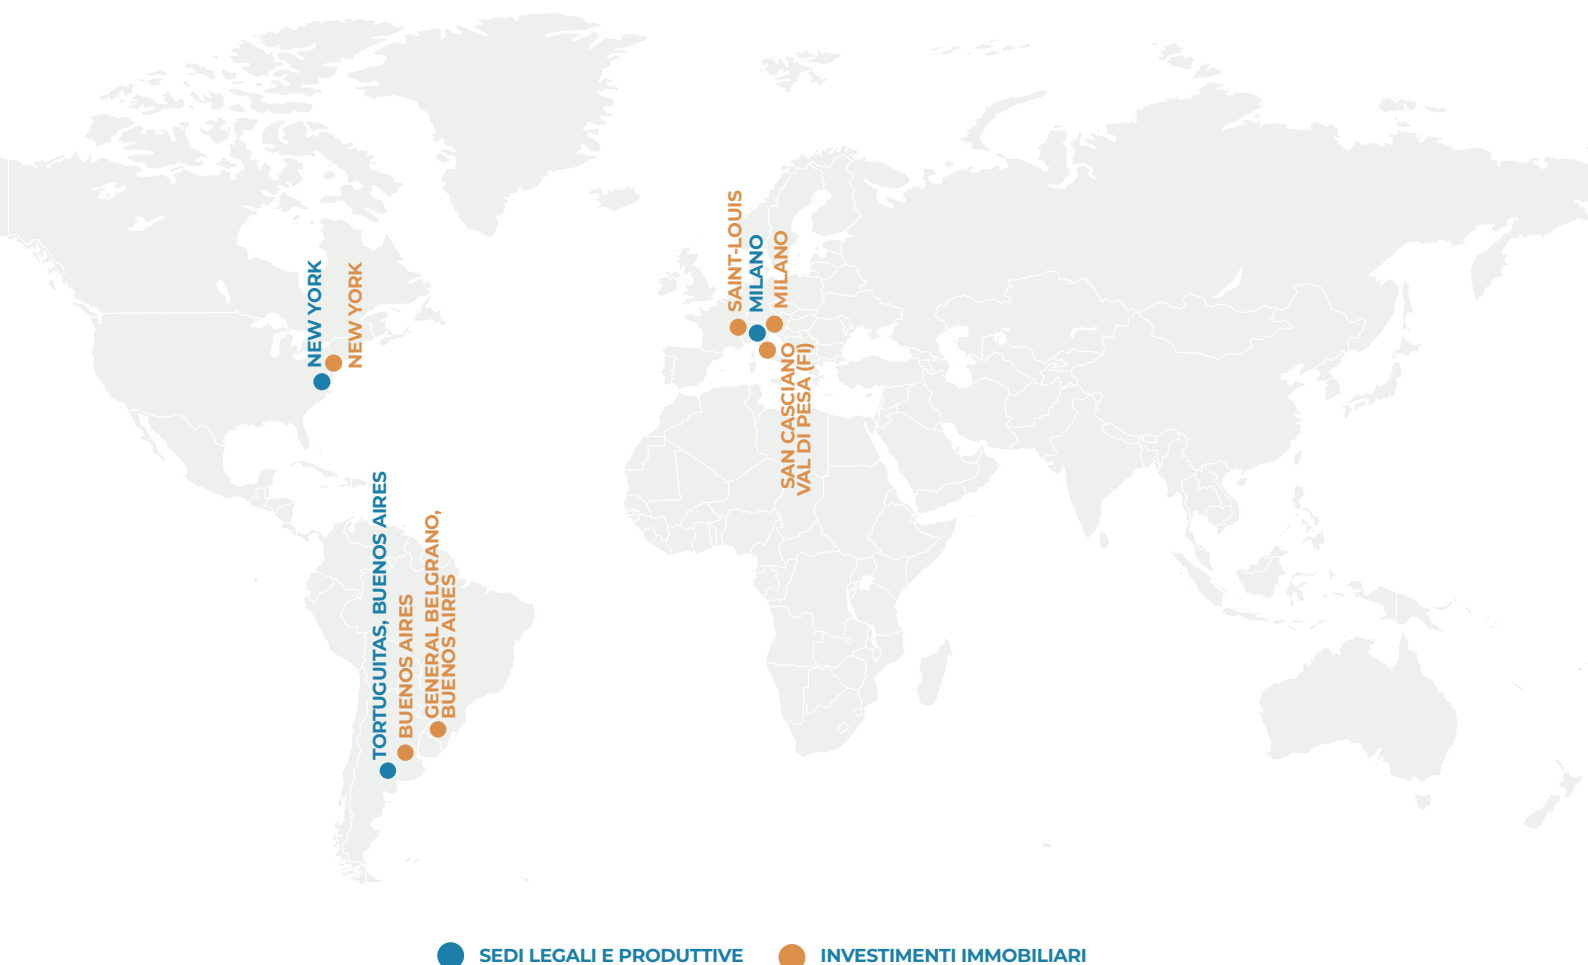 SAINT-LOUIS
MILANO
MILANO
NEW YORK
NEW YORK
SAN CASCIANO
VAL DI PESA (FI)
TORTUGUITAS, BUENOS AIRES
BUENOS AIRES
GENERAL BELGRANO,
BUENOS AIRES
SEDI LEGALI E PRODUTTIVE
INVESTIMENTI IMMOBILIARI